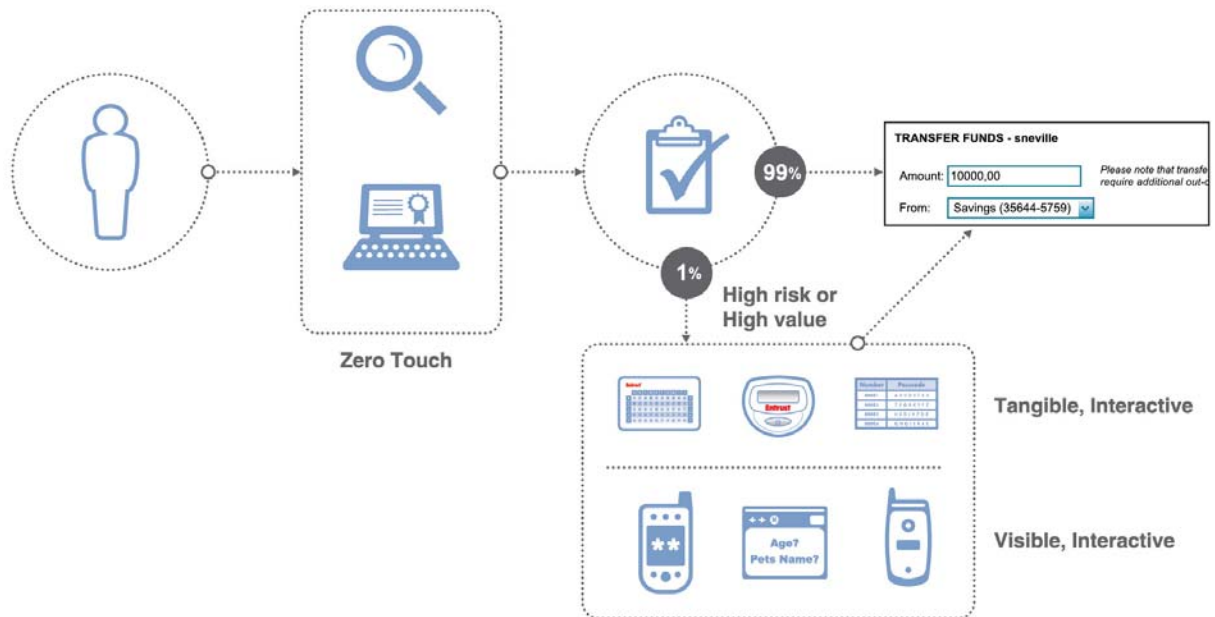 TRANSFER FUNDS - sneville
Amount: 10000,00
Please note that transfe
require additional out-
From: Savings (35644-5759)
99%
1%
High risk or
High value
Zero Touch
Entrust
Entrust
Number Passcode
Tangible, Interactive
**
Age?
Pets Name?
Visible, Interactive